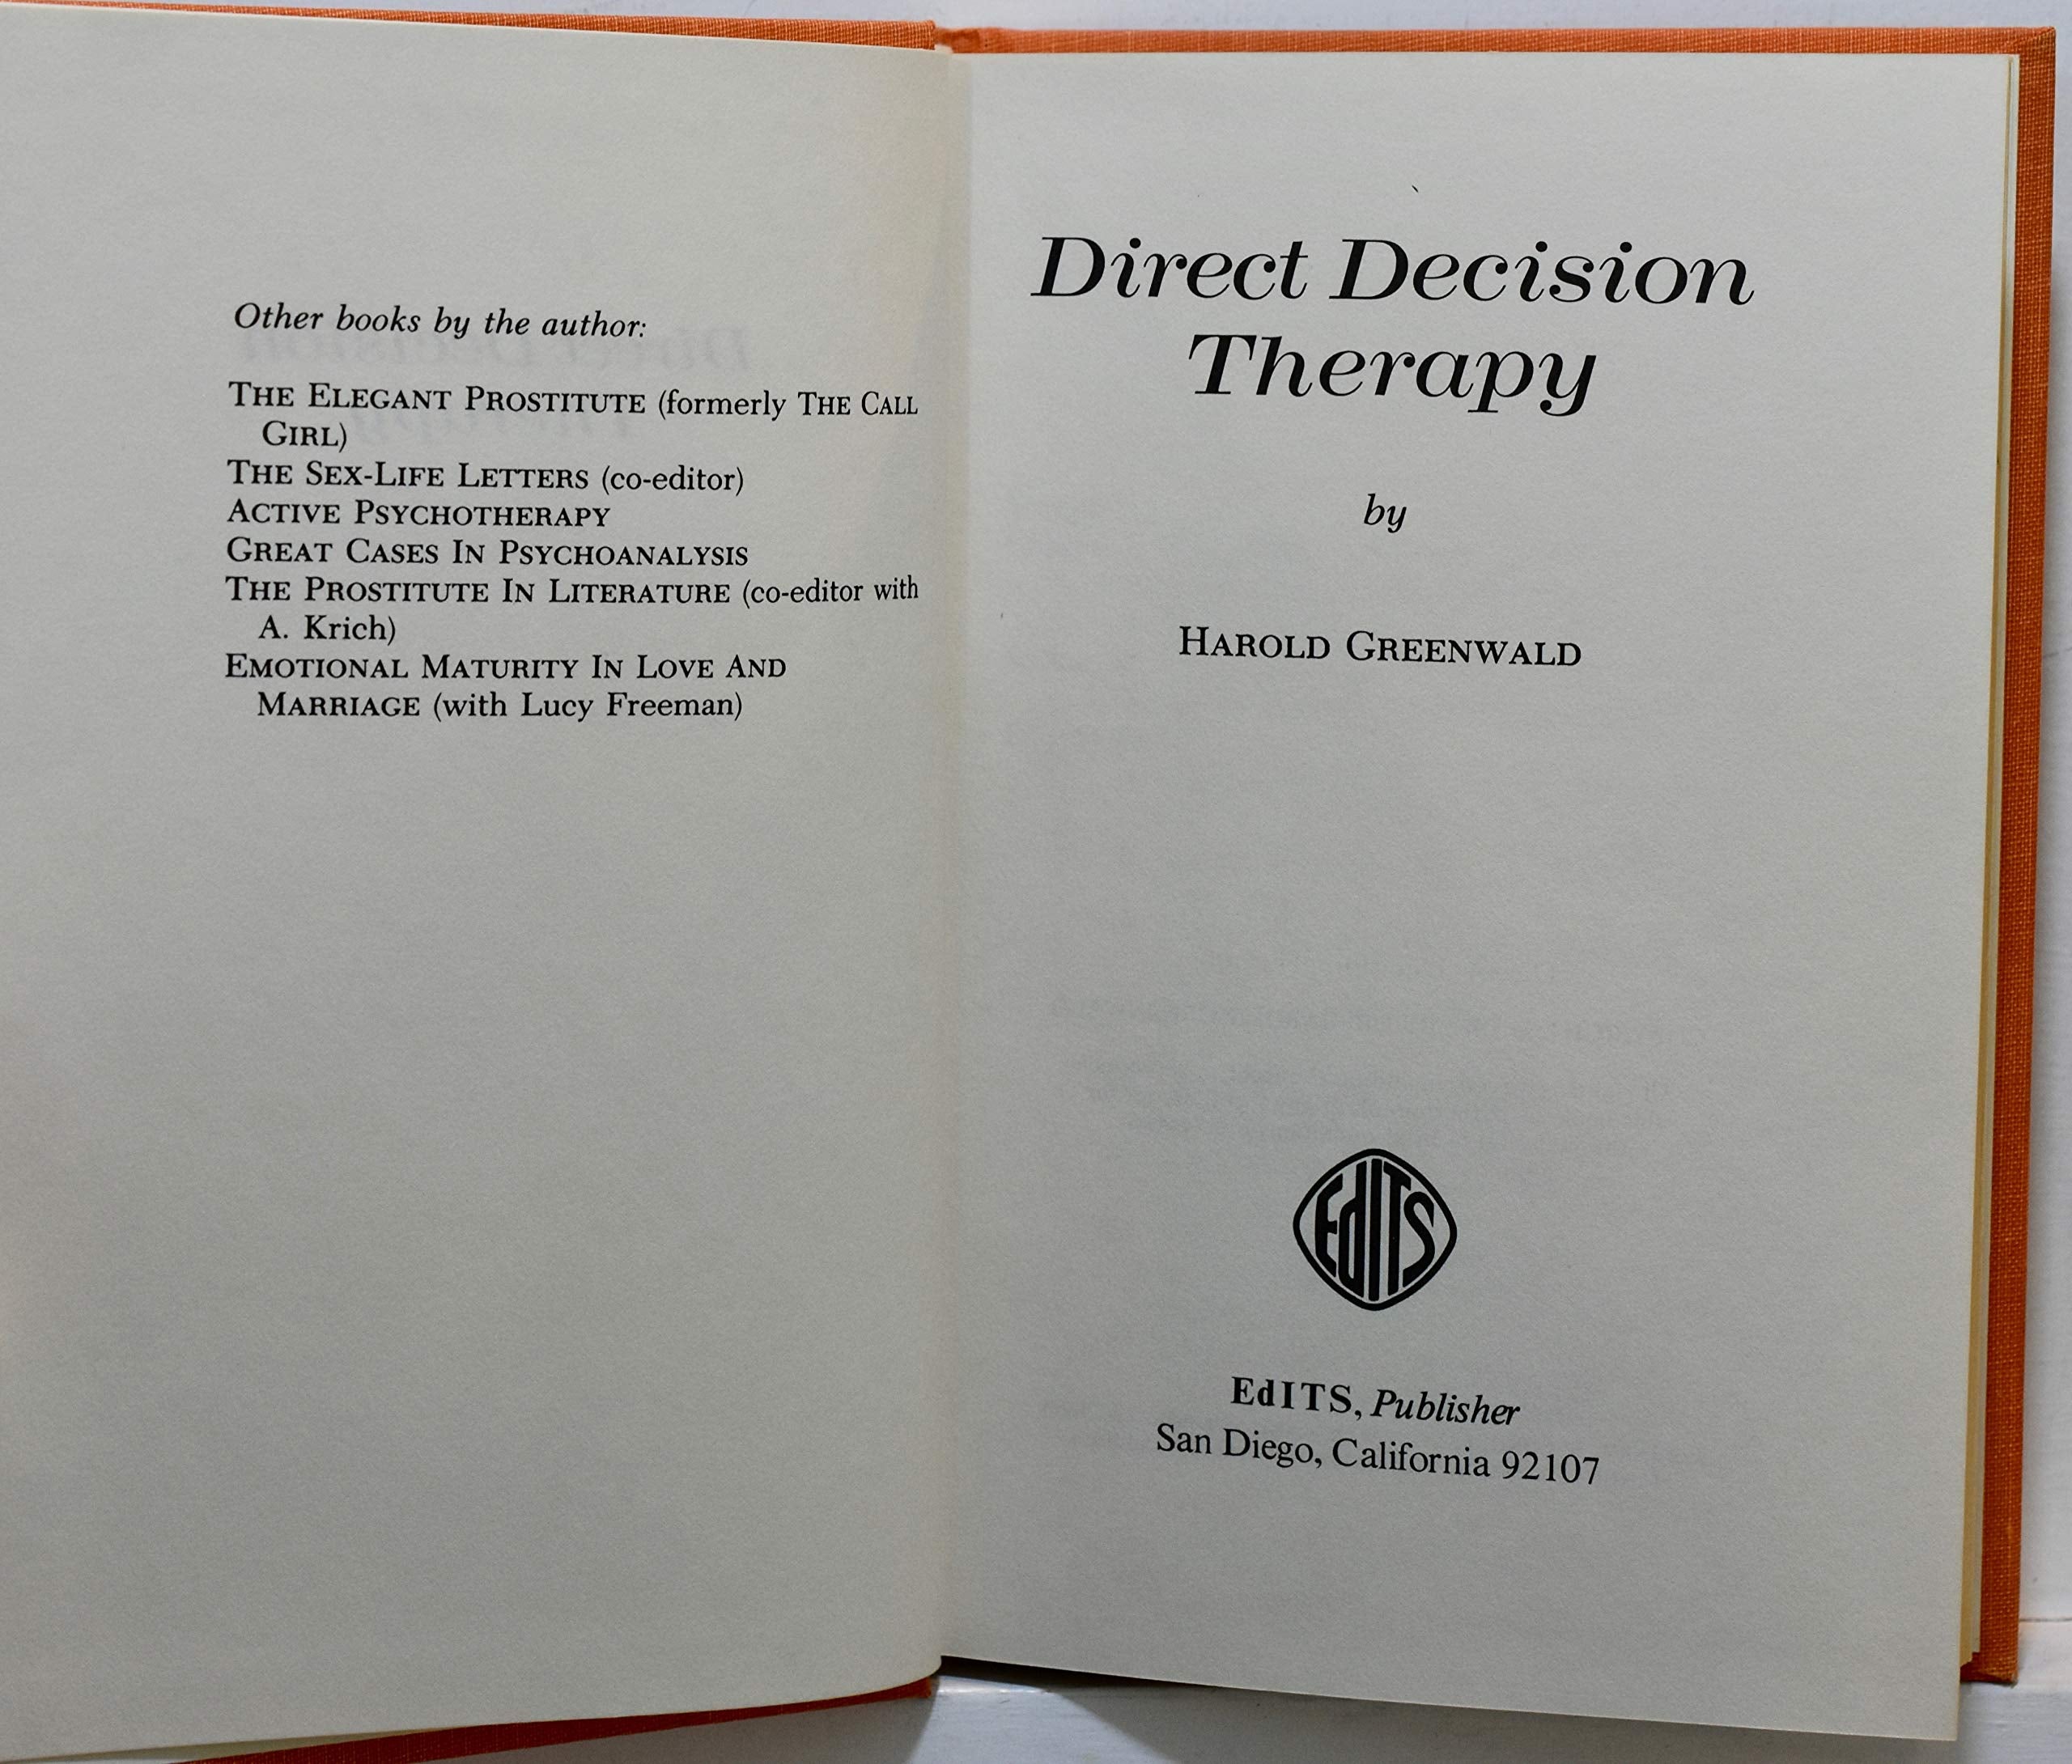 Other books by the author:
THE ELEGANT PROSTITUTE (formerly THE CALL
GIRL)
THE SEX-LIFE LETTERS (co-editor)
ACTIVE PSYCHOTHERAPY
GREAT CASES IN PSYCHOANALYSIS
THE PROSTITUTE IN LITERATURE (co-editor with
A. Krich)
EMOTIONAL MATURITY IN LOVE AND
MARRIAGE (with Lucy Freeman)
Direct Decision
Therapy
by
HAROLD GREENWALD
EdITS
EdITS, Publisher
San Diego, California 92107